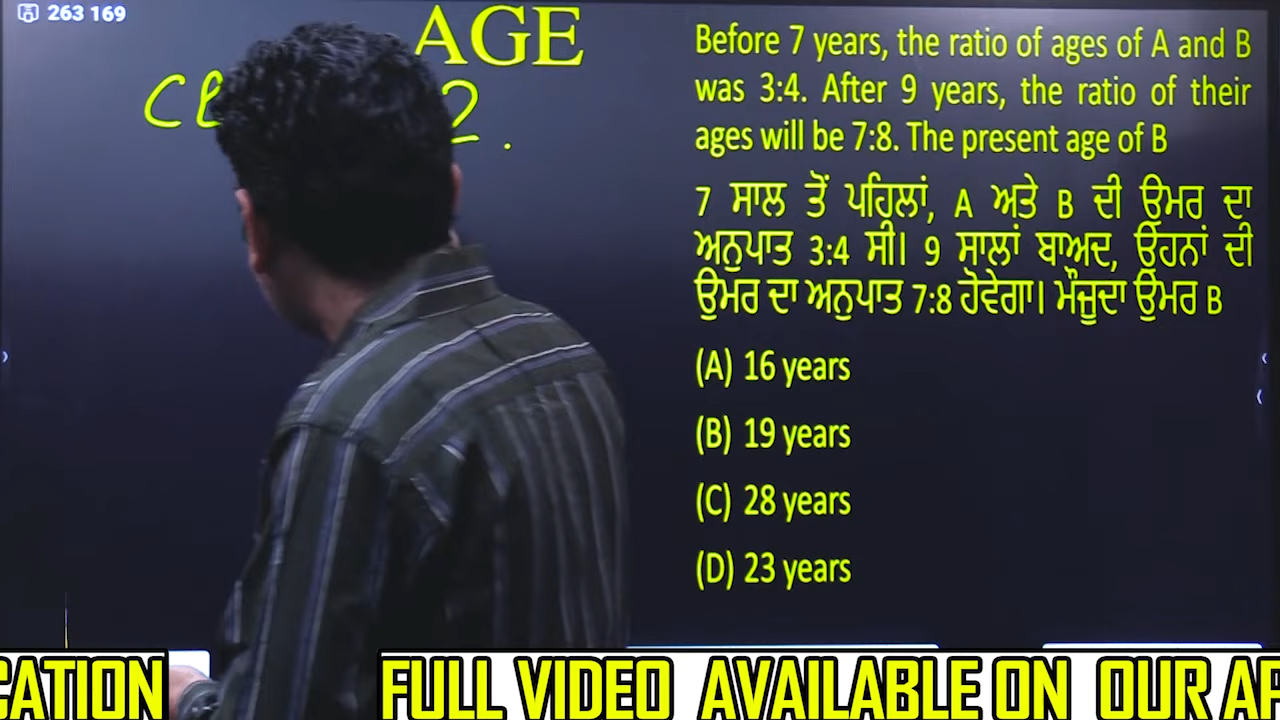 263 169
AGE
2.
Before 7 years, the ratio of ages of A and B
was 3:4. After 9 years, the ratio of their
ages will be 7:8. The present age of B
7 ਸਾਲ ਤੋਂ ਪਹਿਲਾਂ, A ਅਤੇ B ਦੀ ਉਮਰ ਦਾ
ਅਨੁਪਾਤ 3:4 ਸੀ। 9 ਸਾਲਾਂ ਬਾਅਦ, ਉਹਨਾਂ ਦੀ
ਉਮਰ ਦਾ ਅਨੁਪਾਤ 7:8 ਹੋਵੇਗਾ। ਮੌਜੂਦਾ ਉਮਰ B
(A) 16 years
(B) 19 years
(C) 28 years
(D) 23 years
CATION FULL VIDEO AVAILABLE ON OUR AP